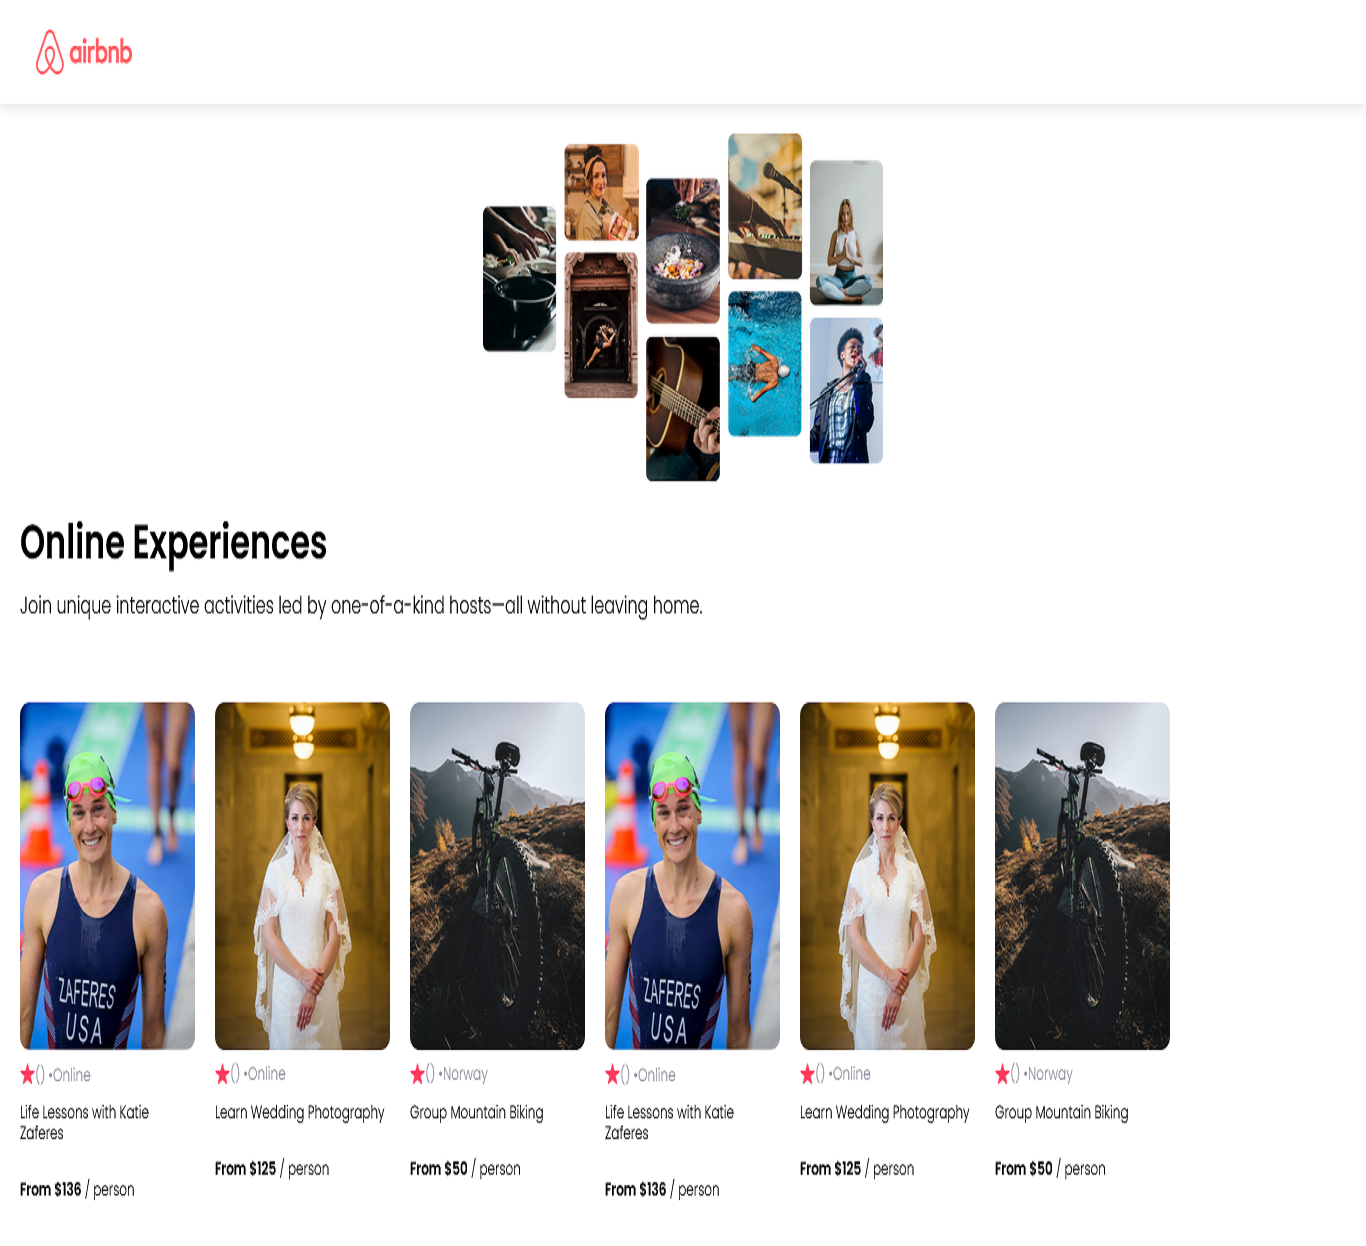 airbnb
Online Experiences
Join unique interactive activities led by one-of-a-kind hosts—all without leaving home.
ZAFERES
USA
ZAFERES
USA
() •Online
() •Online
() •Norway
() •Online
() •Online
() •Norway
Life Lessons with Katie
Zaferes
Learn Wedding Photography
Group Mountain Biking
Life Lessons with Katie
Zaferes
Learn Wedding Photography
Group Mountain Biking
From $136 / person
From $125 / person
From $50 / person
From $136 / person
From $125 / person
From $50 / person